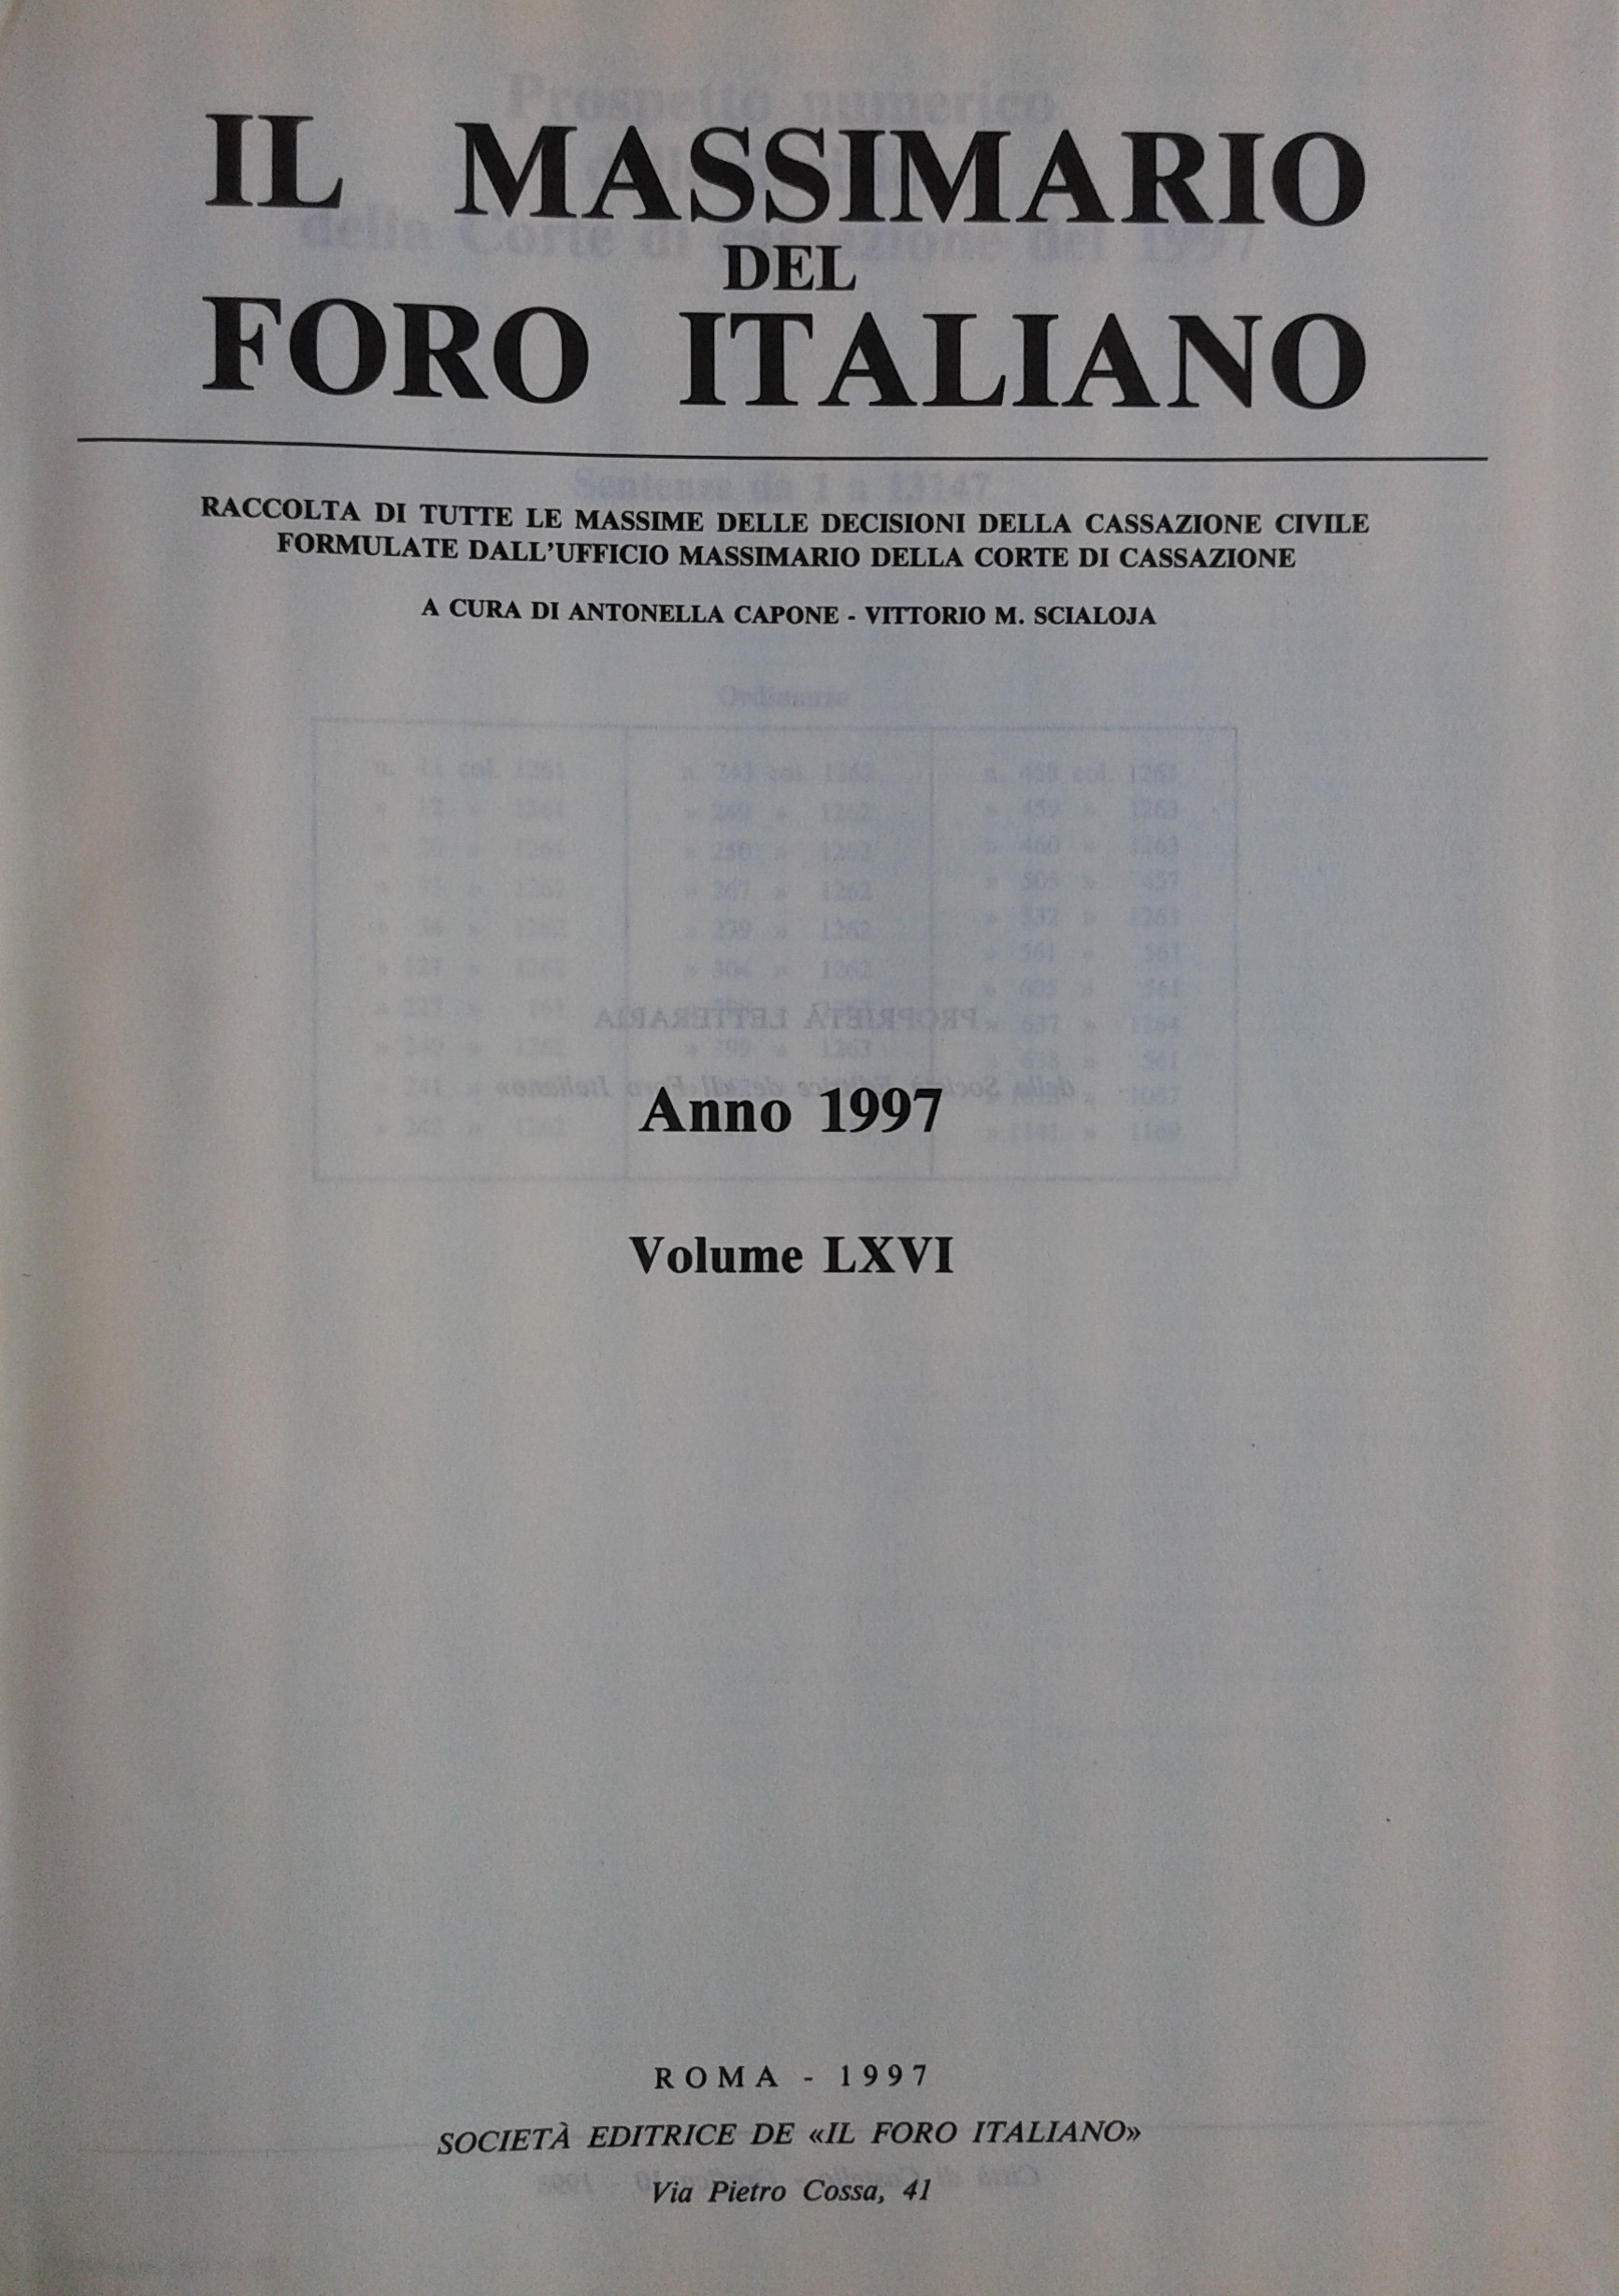 IL MASSIMARIO
DEL
FORO ITALIANO
RACCOLTA DI TUTTE LE MASSIME DELLE DECISIONI DELLA CASSAZIONE CIVILE
FORMULATE DALL'UFFICIO MASSIMARIO DELLA CORTE DI CASSAZIONE
A CURA DI ANTONELLA CAPONE - VITTORIO M. SCIALOJA
Anno 1997
Volume LXVI
ROMA - 1997
SOCIETÀ EDITRICE DE «IL FORO ITALIANO»
Via Pietro Cossa, 41